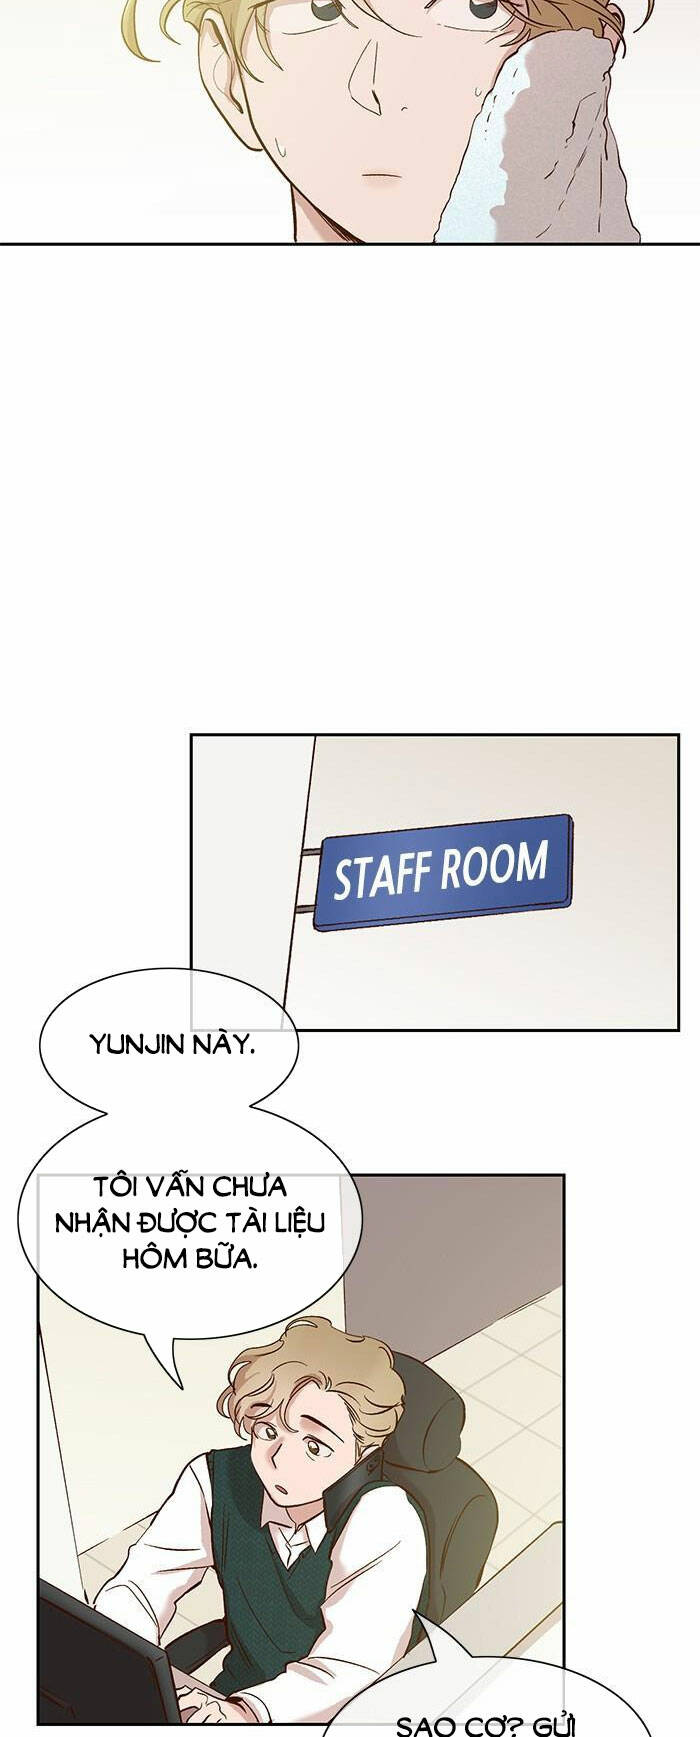 STAFF ROOM
YUNJIN NÀY.
TÔI VẪN CHƯA
NHẬN ĐƯỢC TÀI LIỆU
HÔM BỮA.
SAO CƠ? GỬI